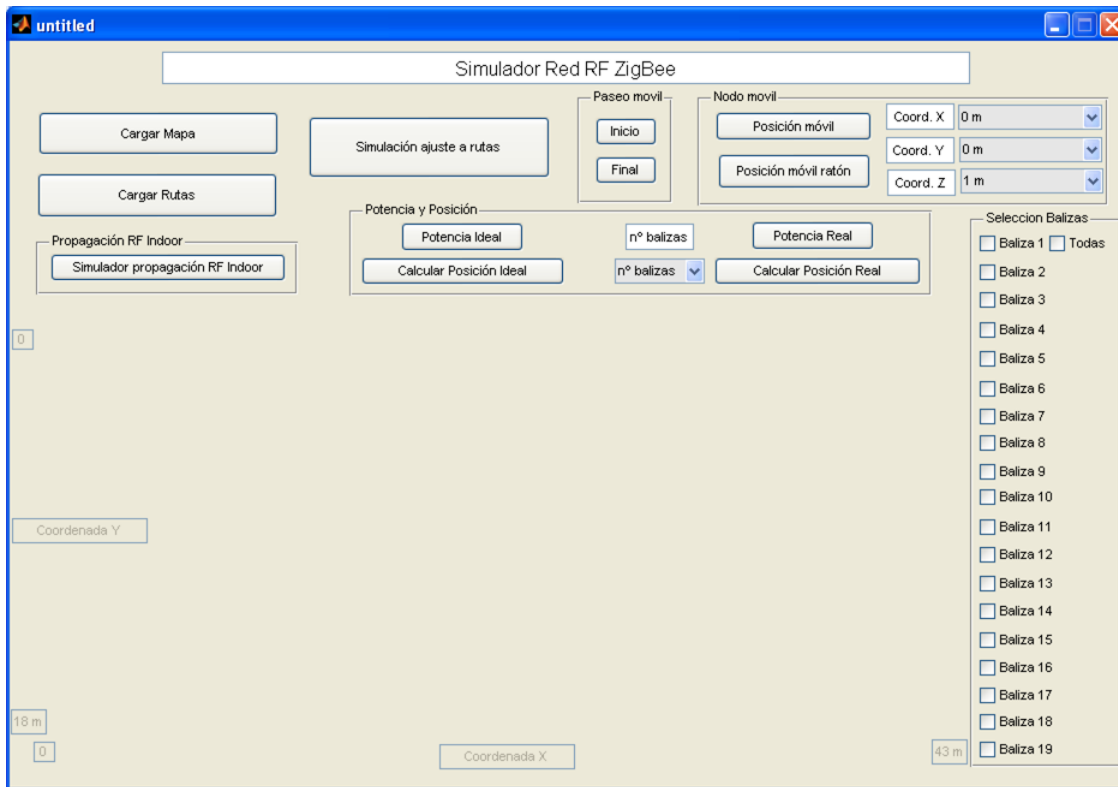 untitled
Simulador Red RF ZigBee
Cargar Mapa
Cargar Rutas
Simulación ajuste a rutas
Paseo movil
Inicio
Final
Nodo movil
Posición móvil
Posición móvil ratón
Coord. X
0 m
Coord. Y
0 m
Coord. Z
1 m
Propagación RF Indoor
Simulador propagación RF Indoor
Potencia y Posición
Potencia Ideal
nº balizas
Potencia Real
Calcular Posición Ideal
nº balizas
Calcular Posición Real
Seleccion Balizas
Baliza 1
Todas
Baliza 2
Baliza 3
Baliza 4
Baliza 5
Baliza 6
Baliza 7
Baliza 8
Baliza 9
Baliza 10
Baliza 11
Baliza 12
Baliza 13
Baliza 14
Baliza 15
Baliza 16
Baliza 17
Baliza 18
Baliza 19
0
Coordenada Y
18 m
0
Coordenada X
43 m